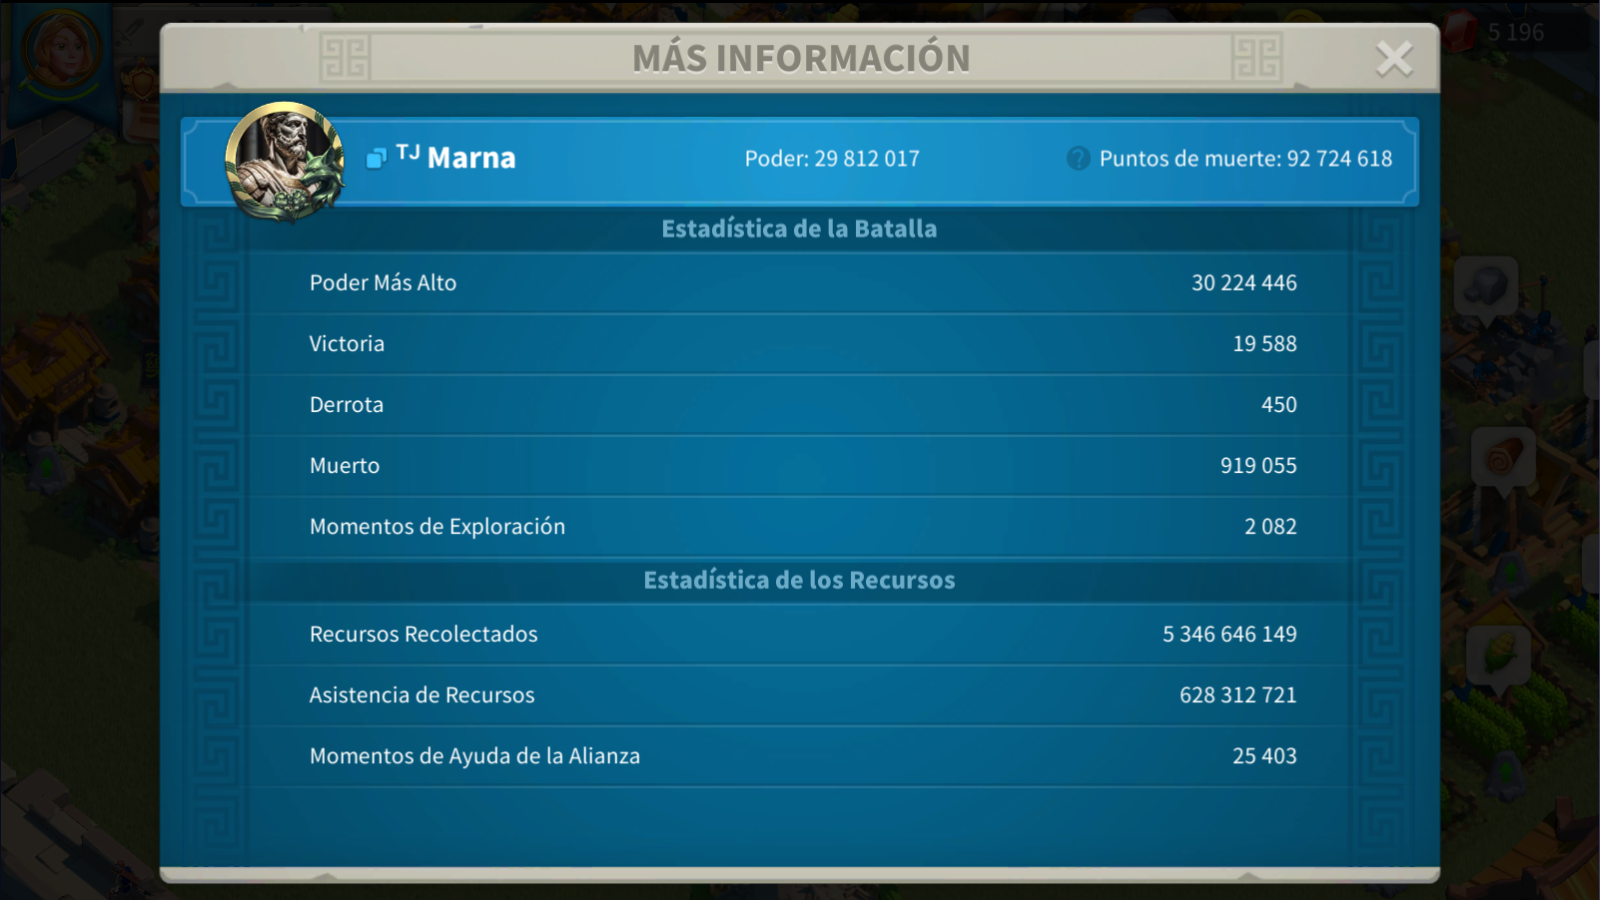 5 196
MÁS INFORMACIÓN
ᵀᴶ Marna
Poder: 29 812 017
? Puntos de muerte: 92 724 618
Estadística de la Batalla
Poder Más Alto 30 224 446
Victoria 19 588
Derrota 450
Muerto 919 055
Momentos de Exploración 2 082
Estadística de los Recursos
Recursos Recolectados 5 346 646 149
Asistencia de Recursos 628 312 721
Momentos de Ayuda de la Alianza 25 403